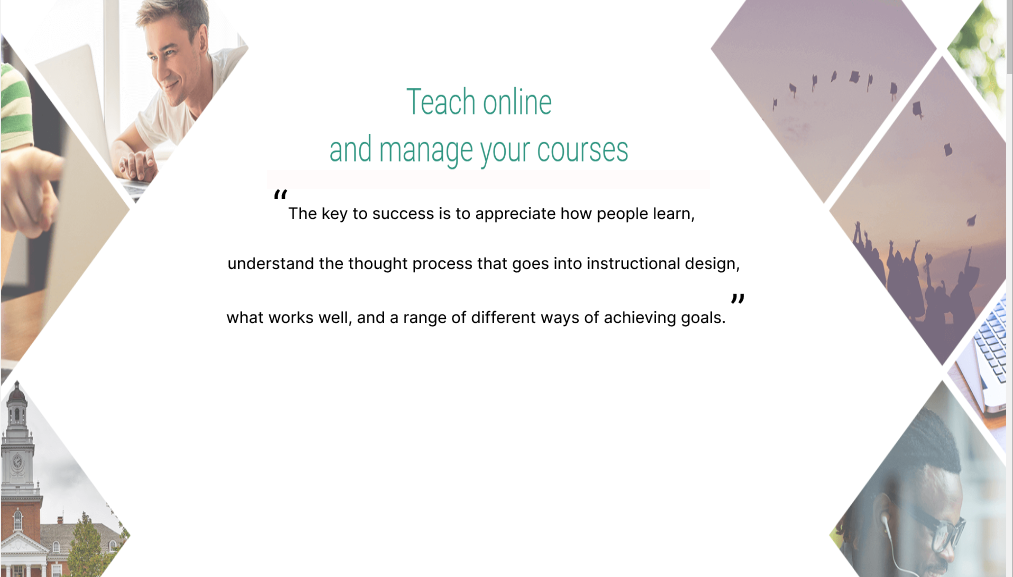 Teach online
and manage your courses
“The key to success is to appreciate how people learn,
understand the thought process that goes into instructional design,
what works well, and a range of different ways of achieving goals.”